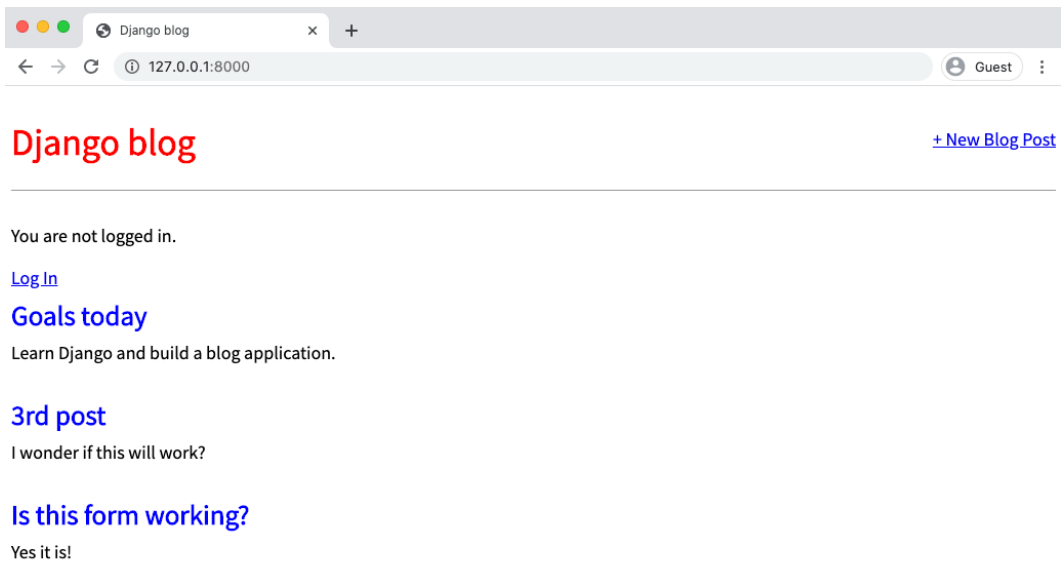 Django blog
127.0.0.1:8000
Guest
Django blog
+ New Blog Post
You are not logged in.
Log In
Goals today
Learn Django and build a blog application.
3rd post
I wonder if this will work?
Is this form working?
Yes it is!